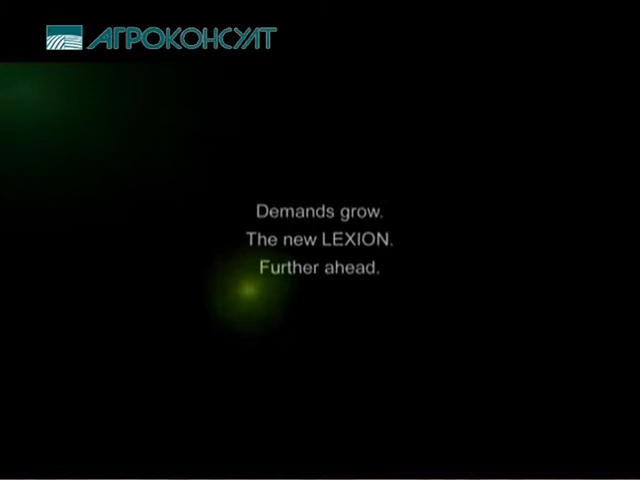 АГРОКОНСУЛТ
Demands grow.
The new LEXION.
Further ahead.